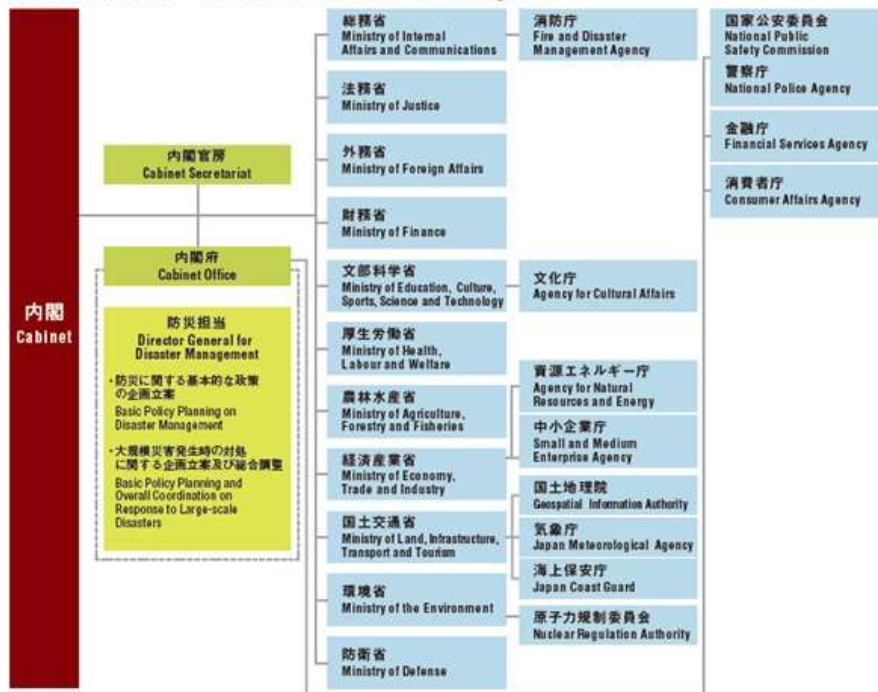 内閣
Cabinet
内閣官房
Cabinet Secretariat
内閣府
Cabinet Office
防災担当
Director General for
Disaster Management
・防災に関する基本的な政策
の企画立案
Basic Policy Planning on
Disaster Management
・大規模災害発生時の対処
に関する企画立案及び総合調整
Basic Policy Planning and
Overall Coordination on
Response to Large-scale
Disasters
総務省
Ministry of Internal
Affairs and Communications
法務省
Ministry of Justice
外務省
Ministry of Foreign Affairs
財務省
Ministry of Finance
文部科学省
Ministry of Education, Culture,
Sports, Science and Technology
厚生労働省
Ministry of Health,
Labour and Welfare
農林水産省
Ministry of Agriculture,
Forestry and Fisheries
経済産業省
Ministry of Economy,
Trade and Industry
国土交通省
Ministry of Land, Infrastructure,
Transport and Tourism
環境省
Ministry of the Environment
防衛省
Ministry of Defense
消防庁
Fire and Disaster
Management Agency
文化庁
Agency for Cultural Affairs
資源エネルギー庁
Agency for Natural
Resources and Energy
中小企業庁
Small and Medium
Enterprise Agency
国土地理院
Geospatial Information Authority
気象庁
Japan Meteorological Agency
海上保安庁
Japan Coast Guard
原子力規制委員会
Nuclear Regulation Authority
国家公安委員会
National Public
Safety Commission
警察庁
National Police Agency
金融庁
Financial Services Agency
消費者庁
Consumer Affairs Agency